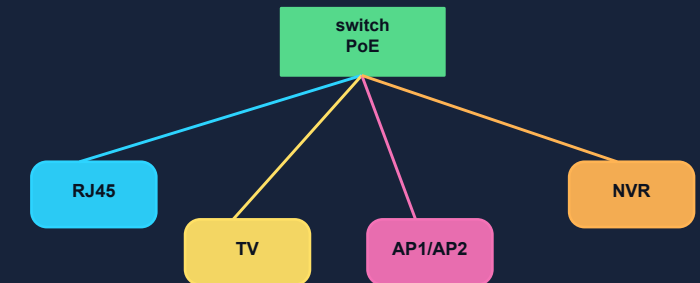 switch
PoE
RJ45
NVR
TV
AP1/AP2